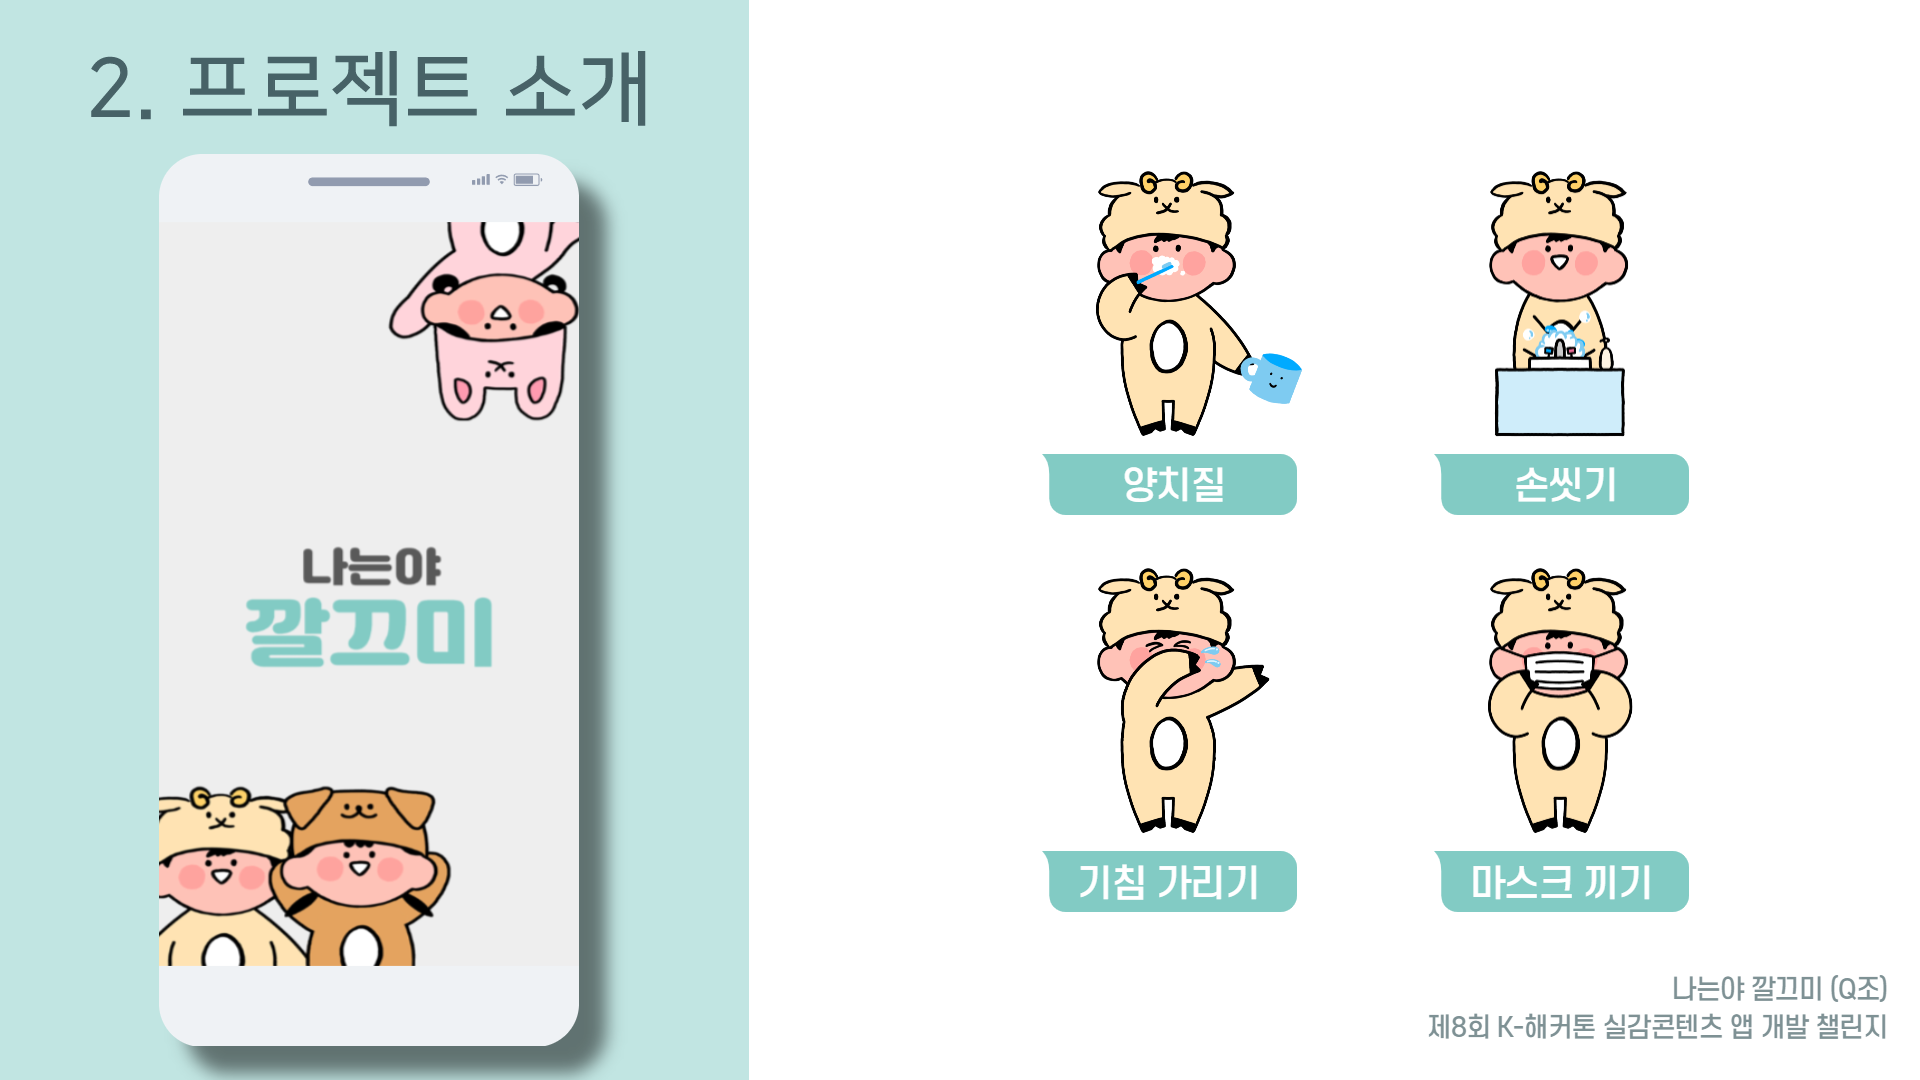 2. 프로젝트 소개
나는야
깔끄미
양치질
손씻기
기침 가리기
마스크 끼기
나는야 깔끄미 (Q조)
제8회 K-해커톤 실감콘텐츠 앱 개발 챌린지